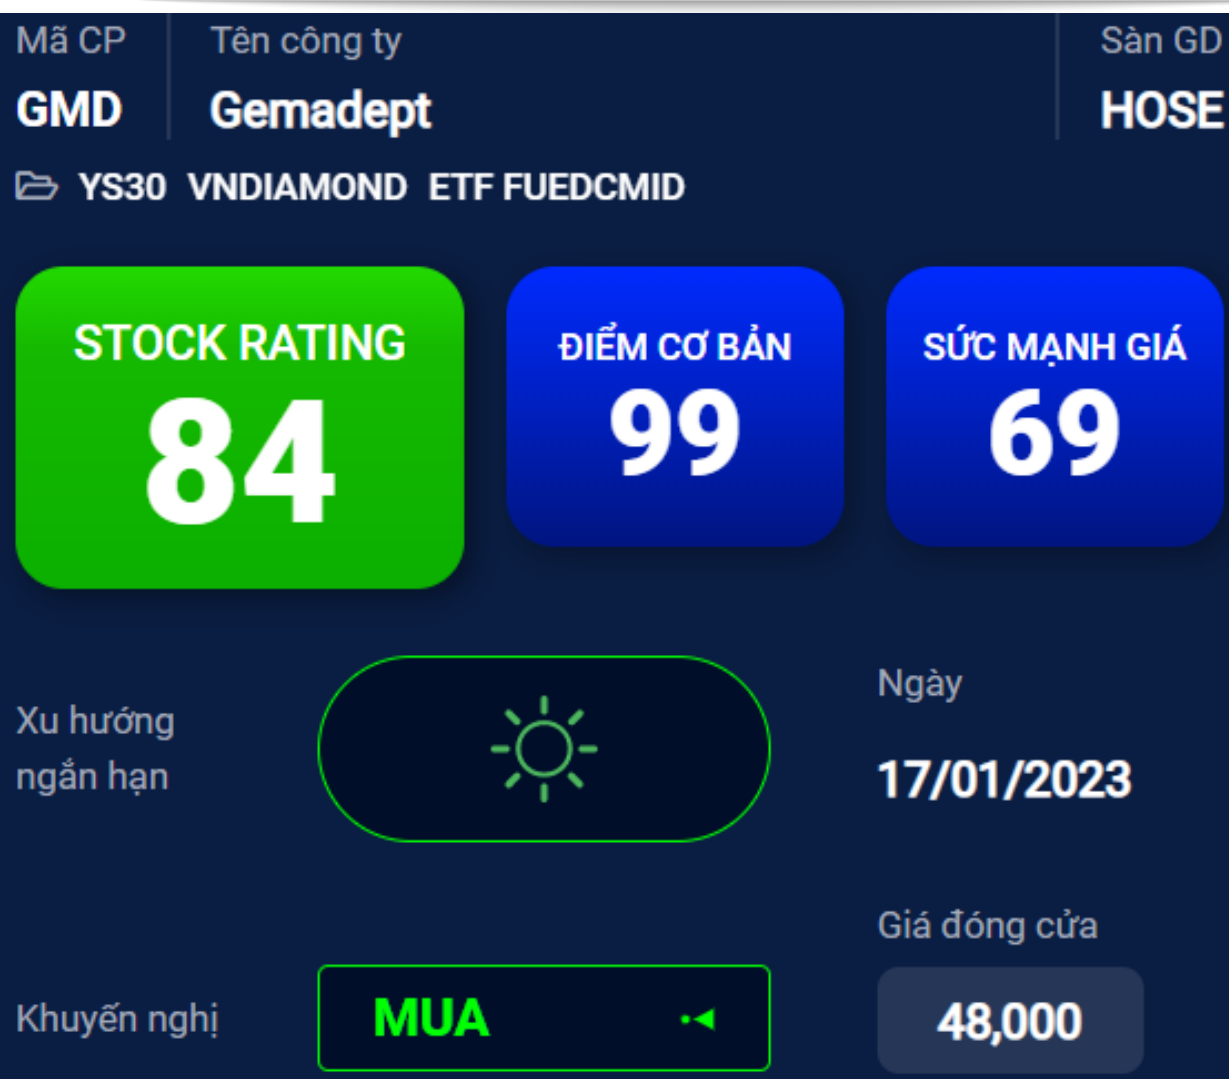 Mã CP
Tên công ty
Sàn GD
GMD
Gemadept
HOSE
YS30 VNDIAMOND ETF FUEDCMID
STOCK RATING
84
ĐIỂM CƠ BẢN
99
SỨC MẠNH GIÁ
69
Xu hướng
ngắn hạn
Ngày
17/01/2023
Khuyến nghị
MUA
Giá đóng cửa
48,000